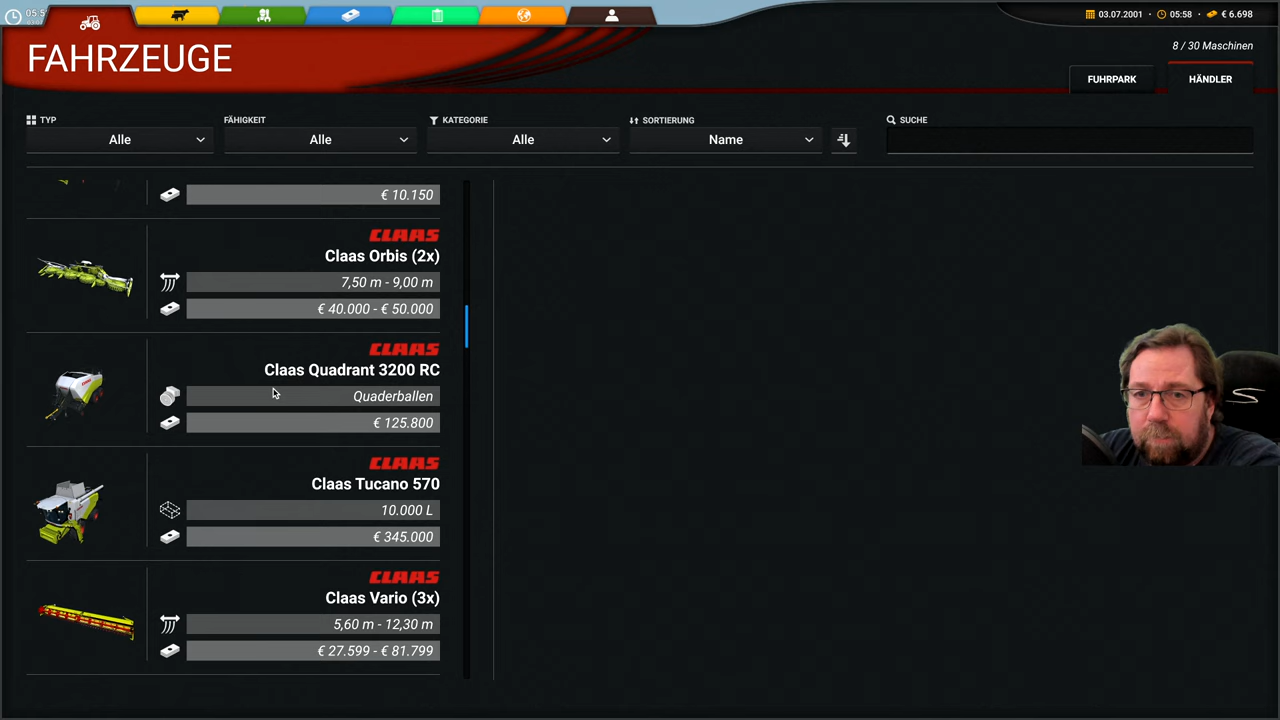 05:5
03.07.2001 · 05:58 · € 6.698
FAHRZEUGE
8 / 30 Maschinen
FUHRPARK
HÄNDLER
TYP
FÄHIGKEIT
KATEGORIE
SORTIERUNG
SUCHE
Alle
Alle
Alle
Name
€ 10.150
CLAAS
Claas Orbis (2x)
7,50 m - 9,00 m
€ 40.000 - € 50.000
CLAAS
Claas Quadrant 3200 RC
Quaderballen
€ 125.800
CLAAS
Claas Tucano 570
10.000 L
€ 345.000
CLAAS
Claas Vario (3x)
5,60 m - 12,30 m
€ 27.599 - € 81.799